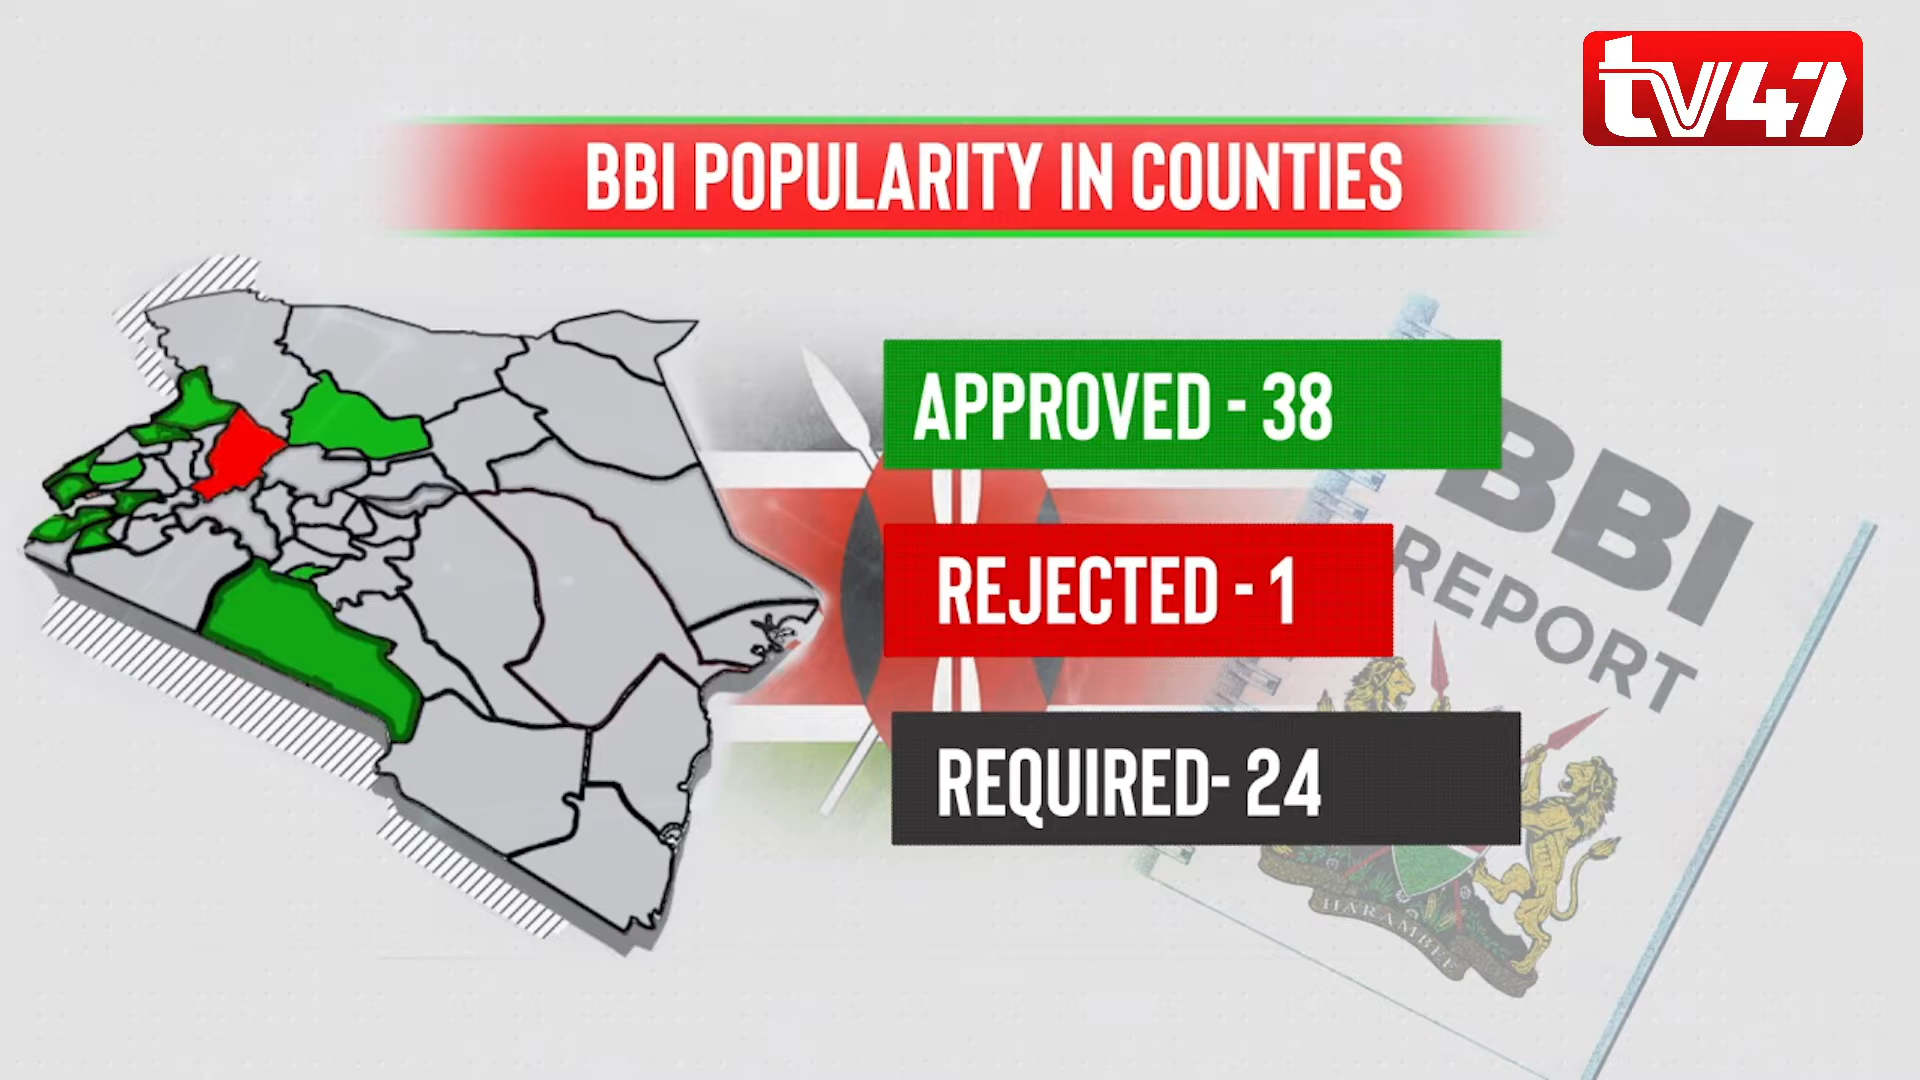 tv47
BBI POPULARITY IN COUNTIES
APPROVED - 38
REJECTED - 1
REQUIRED- 24
BBI
REPORT
HARAMBEE